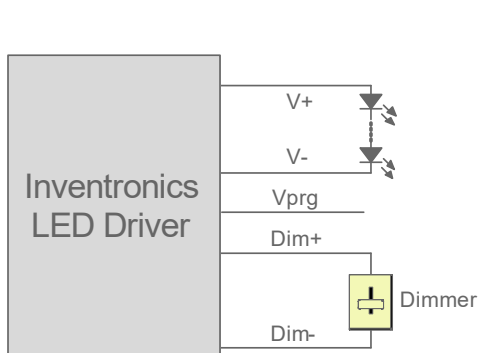 Inventronics
LED Driver
V+
V-
Vprg
Dim+
Dimmer
Dim-